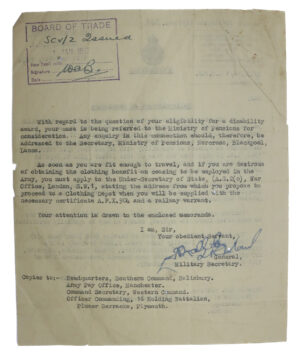 BOARD OF TRADE
Scv/2 Issued
Signature
With regard to the question of your eligibility for a disability
award, your case is being referred to the Ministry of Pensions for
consideration. Any enquiry in this connection should, therefore, be
addressed to the Secretary, Ministry of Pensions, Norcross, Blackpool,
Lancs.
As soon as you are fit enough to travel, and if you are desirous
of obtaining the clothing benefit on ceasing to be employed in the
Army, you must apply to the Under-Secretary of State, War
Office, London, S.W.1, stating the address from which you propose to
proceed to a Clothing Depot when you will be supplied with the
necessary certificate A.F.X. and a railway warrant.
Your attention is drawn to the enclosed memoranda.
I am, Sir,
Your obedient Servant,
General,
Military Secretary.
Copies to:- Headquarters, Southern Command, Salisbury.
Army Pay Office, Manchester.
Command Secretary, Western Command.
Officer Commanding, 16 Holding Battalion,
Barracks, Plymouth.